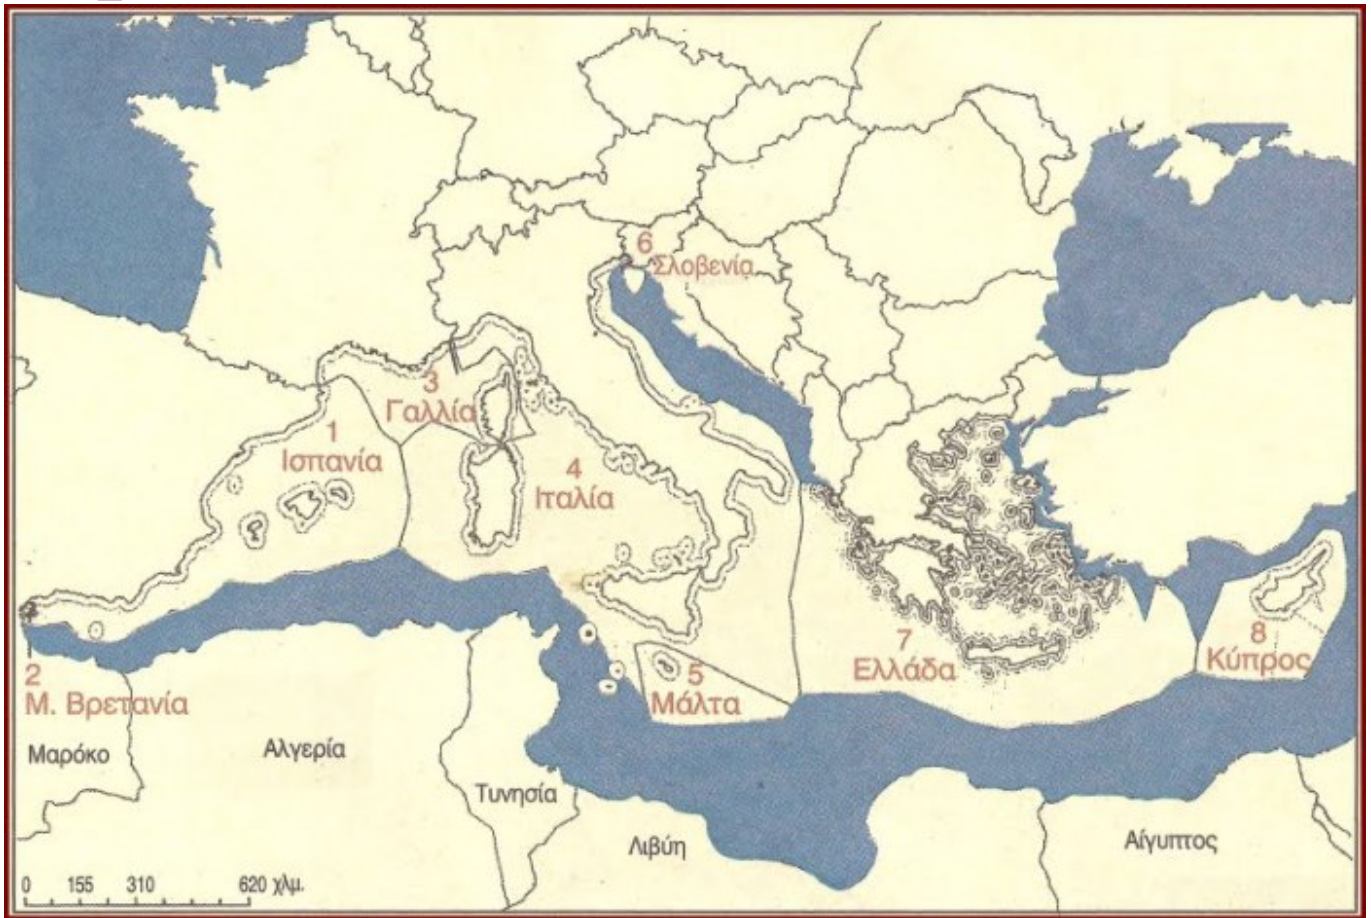 6
Σλοβενία
3
Γαλλία
1
Ισπανία
4
Ιταλία
2
Μ. Βρετανία
5
Μάλτα
7
Ελλάδα
8
Κύπρος
Μαρόκο
Αλγερία
Τυνησία
Λιβύη
Αίγυπτος
0 155 310 620 χλμ.